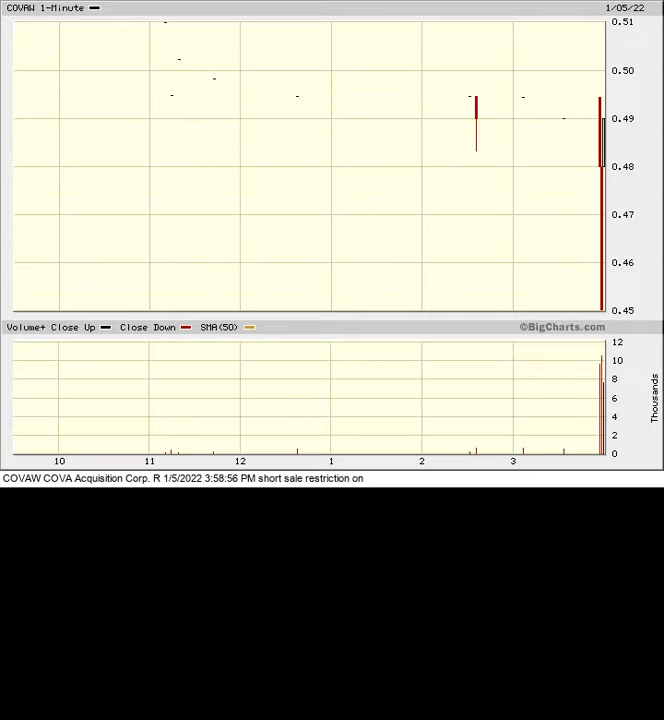 COVAW 1-Minute 1/05/22
0.51
0.50
0.49
0.48
0.47
0.46
0.45
Volume+ Close Up Close Down SMA(50) ©BigCharts.com
12
10
8
6
4
2
0
Thousands
10 11 12 1 2 3
COVAW COVA Acquisition Corp. R 1/5/2022 3:58:56 PM short sale restriction on